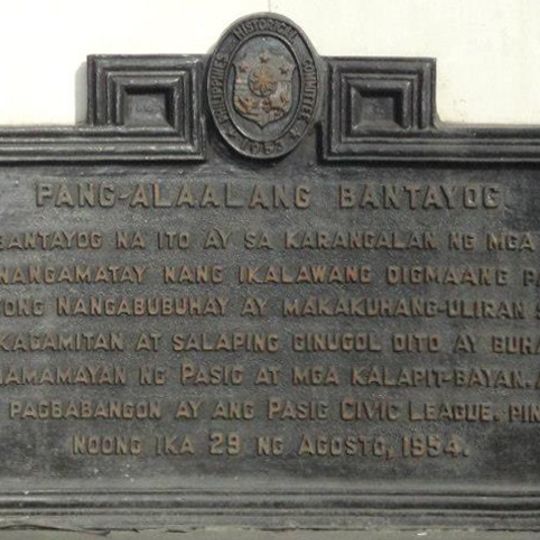 PHILIPPINES HISTORICAL COMMITTEE
1953
PANG-ALAALANG BANTAYOG
BANTAYOG NA ITO AY SA KARANGALAN NG MGA
NANGAMATAY NANG IKALAWANG DIGMAANG
NANGABUBUHAY AY MAKAKUHANG-ULIRAN
KAGAMITAN AT SALAPING GINUGOL DITO AY
MAMAMAYAN NG PASIG AT MGA KALAPIT-BAYAN.
PAGBABANGON AY ANG PASIG CIVIC LEAGUE.
NOONG IKA 29 NG AGOSTO, 1954.